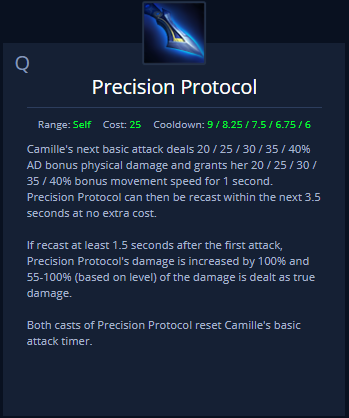 Q
Precision Protocol
Range: Self Cost: 25 Cooldown: 9 / 8.25 / 7.5 / 6.75 / 6
Camille's next basic attack deals 20 / 25 / 30 / 35 / 40%
AD bonus physical damage and grants her 20 / 25 / 30 /
35 / 40% bonus movement speed for 1 second.
Precision Protocol can then be recast within the next 3.5
seconds at no extra cost.
If recast at least 1.5 seconds after the first attack,
Precision Protocol's damage is increased by 100% and
55-100% (based on level) of the damage is dealt as true
damage.
Both casts of Precision Protocol reset Camille's basic
attack timer.